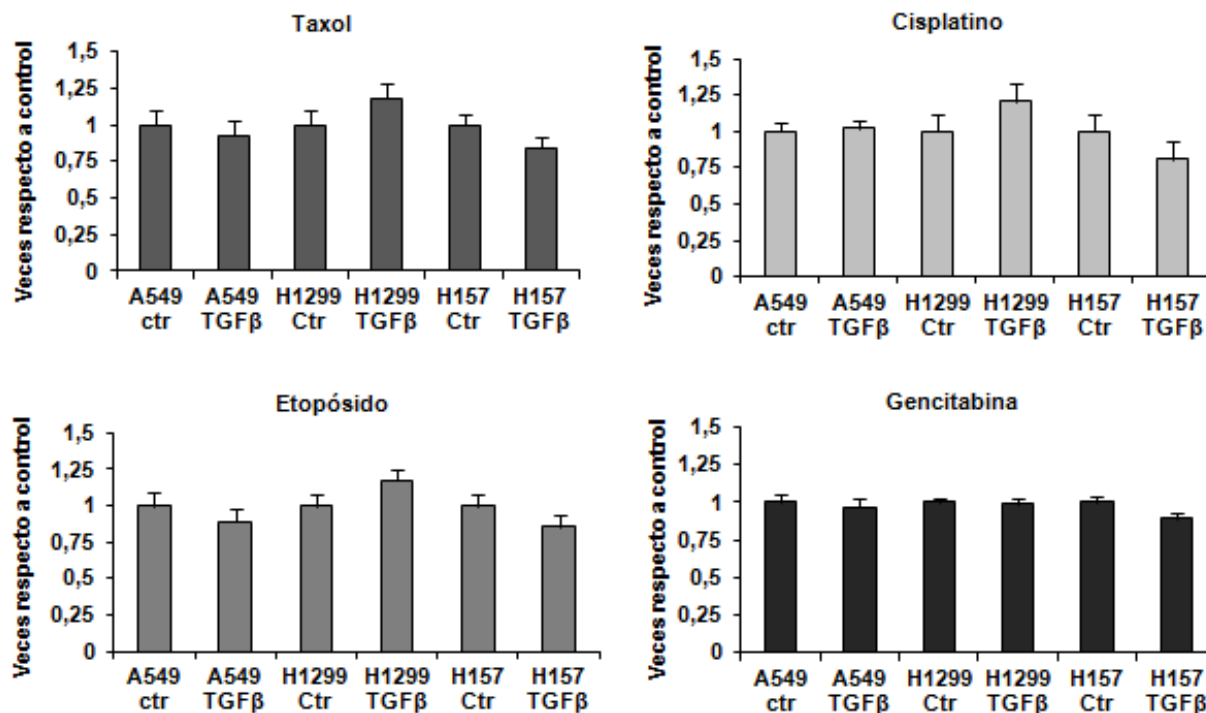 Taxol
Veces respecto a control
1,5
1,25
1
0,75
0,5
0,25
0
A549 A549 H1299 H1299 H157 H157
ctr TGFβ Ctr TGFβ Ctr TGFβ
Cisplatino
Veces respecto a control
1,5
1,25
1
0,75
0,5
0,25
0
A549 A549 H1299 H1299 H157 H157
ctr TGFβ Ctr TGFβ Ctr TGFβ
Etopósido
Veces respecto a control
1,5
1,25
1
0,75
0,5
0,25
0
A549 A549 H1299 H1299 H157 H157
ctr TGFβ Ctr TGFβ Ctr TGFβ
Gencitabina
Veces respecto a control
1,5
1,25
1
0,75
0,5
0,25
0
A549 A549 H1299 H1299 H157 H157
ctr TGFβ Ctr TGFβ Ctr TGFβ